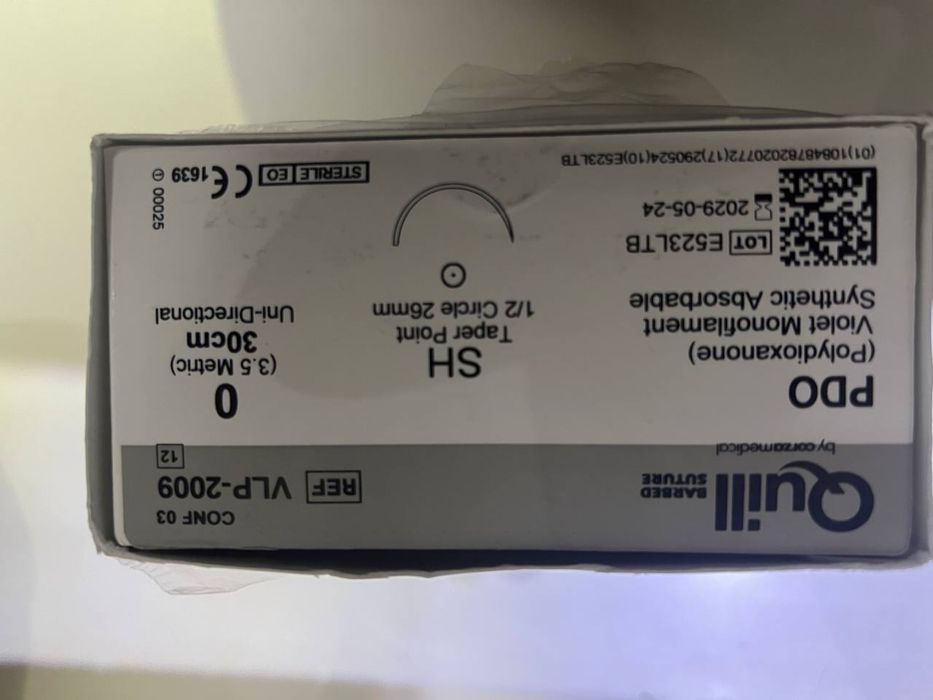 Quill BARBED SUTURE
by corzamedical
CONF 03
REF VLP-2009
12
PDO
(Polydioxanone)
Violet Monofilament
Synthetic Absorbable
SH
Taper Point
1/2 Circle 26mm
0
(3.5 Metric)
30cm
Uni-Directional
LOT E523LTB
2029-05-24
(01)10848782020772(17)290524(10)E523LTB
STERILE EO
CE 1639
00025